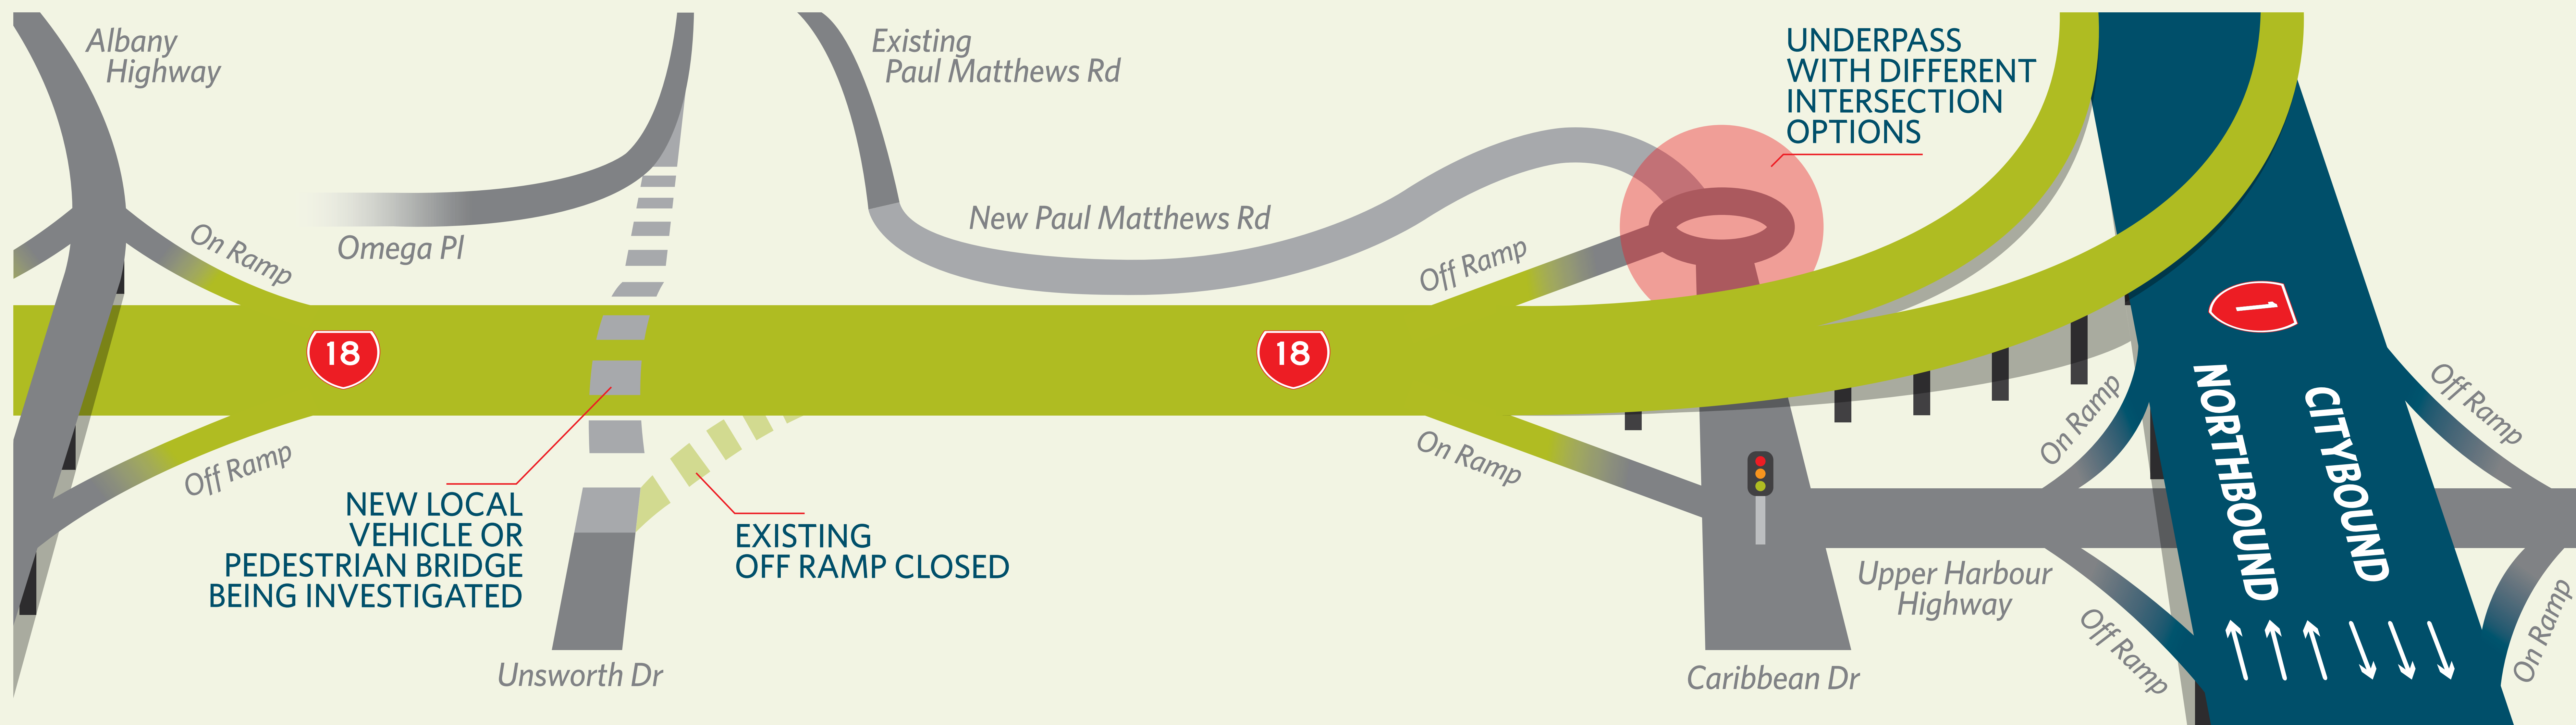 Albany
Highway
Existing
Paul Matthews Rd
UNDERPASS
WITH DIFFERENT
INTERSECTION
OPTIONS
On Ramp
Omega Pl
New Paul Matthews Rd
Off Ramp
18
18
1
Off Ramp
On Ramp
On Ramp
Off Ramp
NORTHBOUND
CITYBOUND
NEW LOCAL
VEHICLE OR
PEDESTRIAN BRIDGE
BEING INVESTIGATED
EXISTING
OFF RAMP CLOSED
Upper Harbour
Highway
Off Ramp
On Ramp
Unsworth Dr
Caribbean Dr